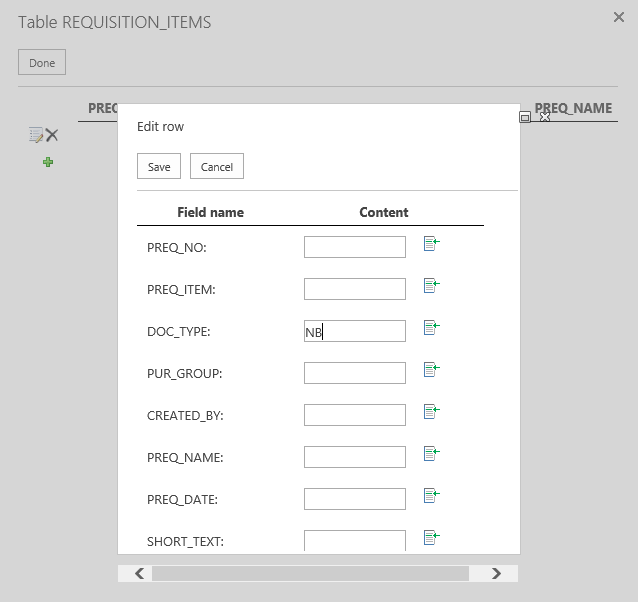 Table REQUISITION_ITEMS
Done
PREQ_NAME
Edit row
Save Cancel
Field name Content
PREQ_NO:
PREQ_ITEM:
DOC_TYPE: NB
PUR_GROUP:
CREATED_BY:
PREQ_NAME:
PREQ_DATE:
SHORT_TEXT: